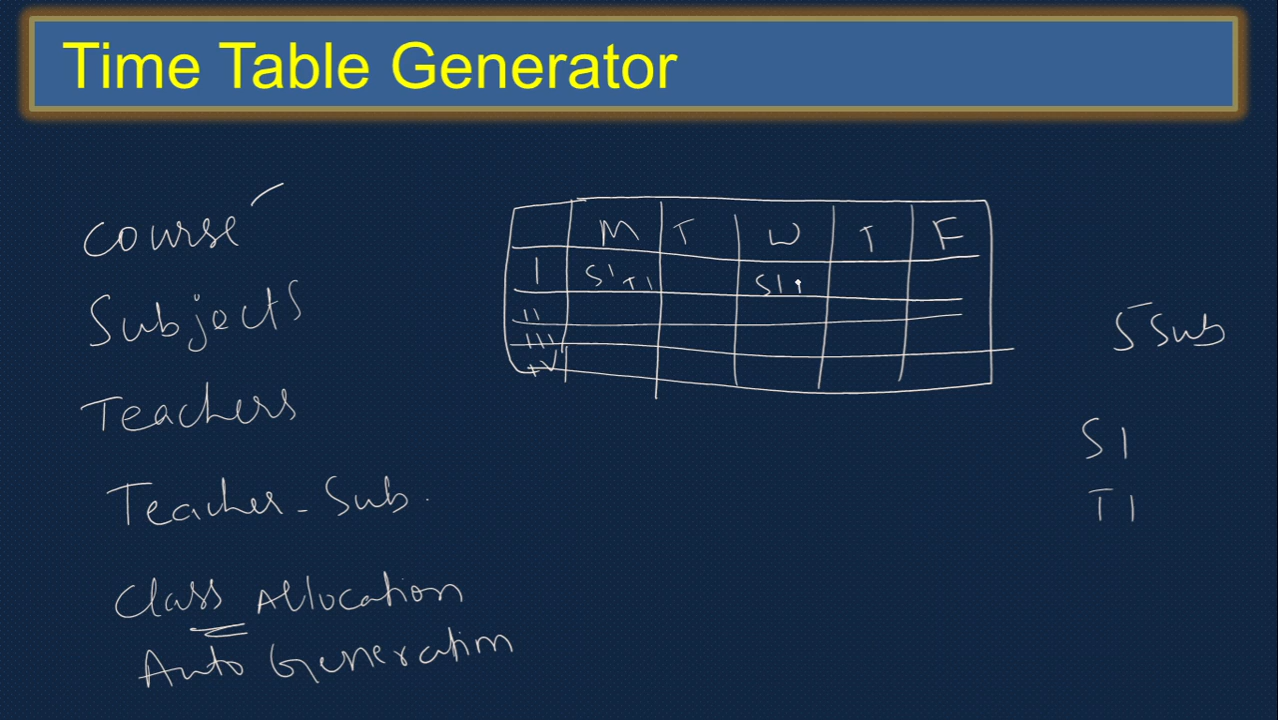 Time Table Generator
course
Subjects
Teachers
Teacher-Sub.
Class Allocation
Auto Generation
M T W T F
I S1 T1 S1
II
III
IV
5 Sub
S1
T1